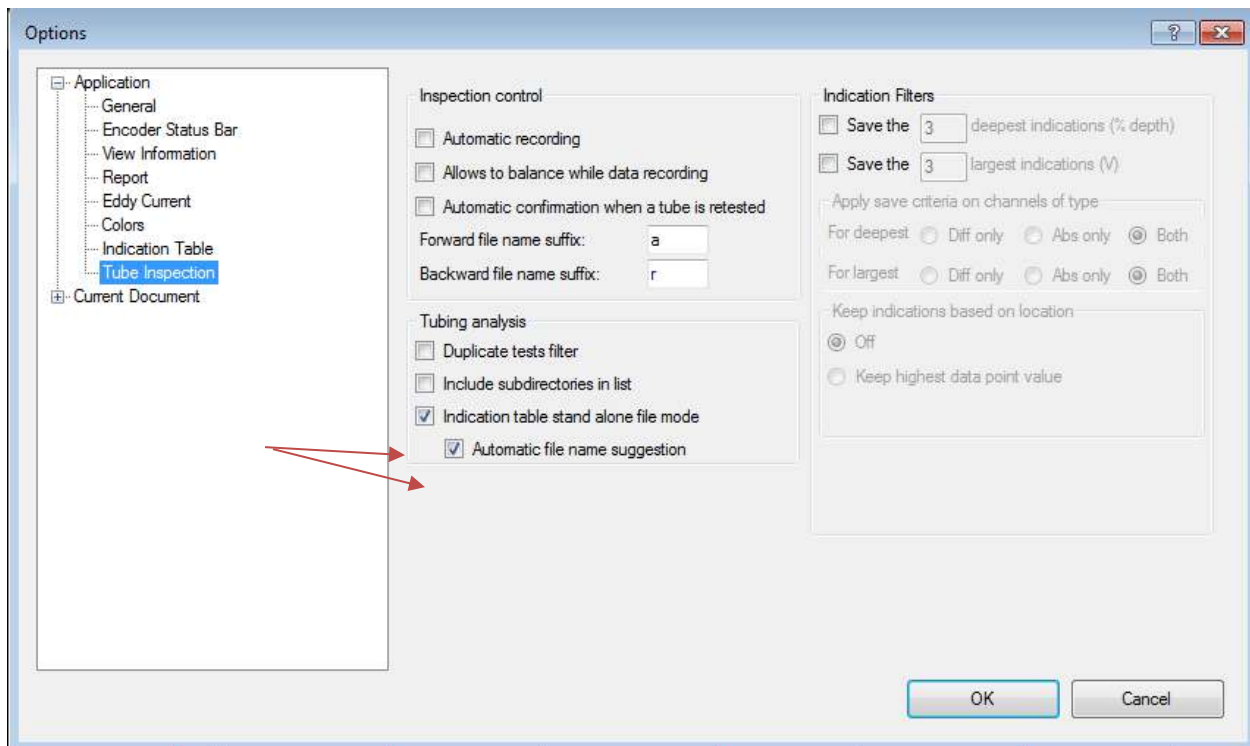 Options
Application
General
Encoder Status Bar
View Information
Report
Eddy Current
Colors
Indication Table
Tube Inspection
Current Document
Inspection control
Automatic recording
Allows to balance while data recording
Automatic confirmation when a tube is retested
Forward file name suffix: a
Backward file name suffix: r
Tubing analysis
Duplicate tests filter
Include subdirectories in list
Indication table stand alone file mode
Automatic file name suggestion
Indication Filters
Save the 3 deepest indications (% depth)
Save the 3 largest indications (V)
Apply save criteria on channels of type
For deepest Diff only Abs only Both
For largest Diff only Abs only Both
Keep indications based on location
Off
Keep highest data point value
OK Cancel